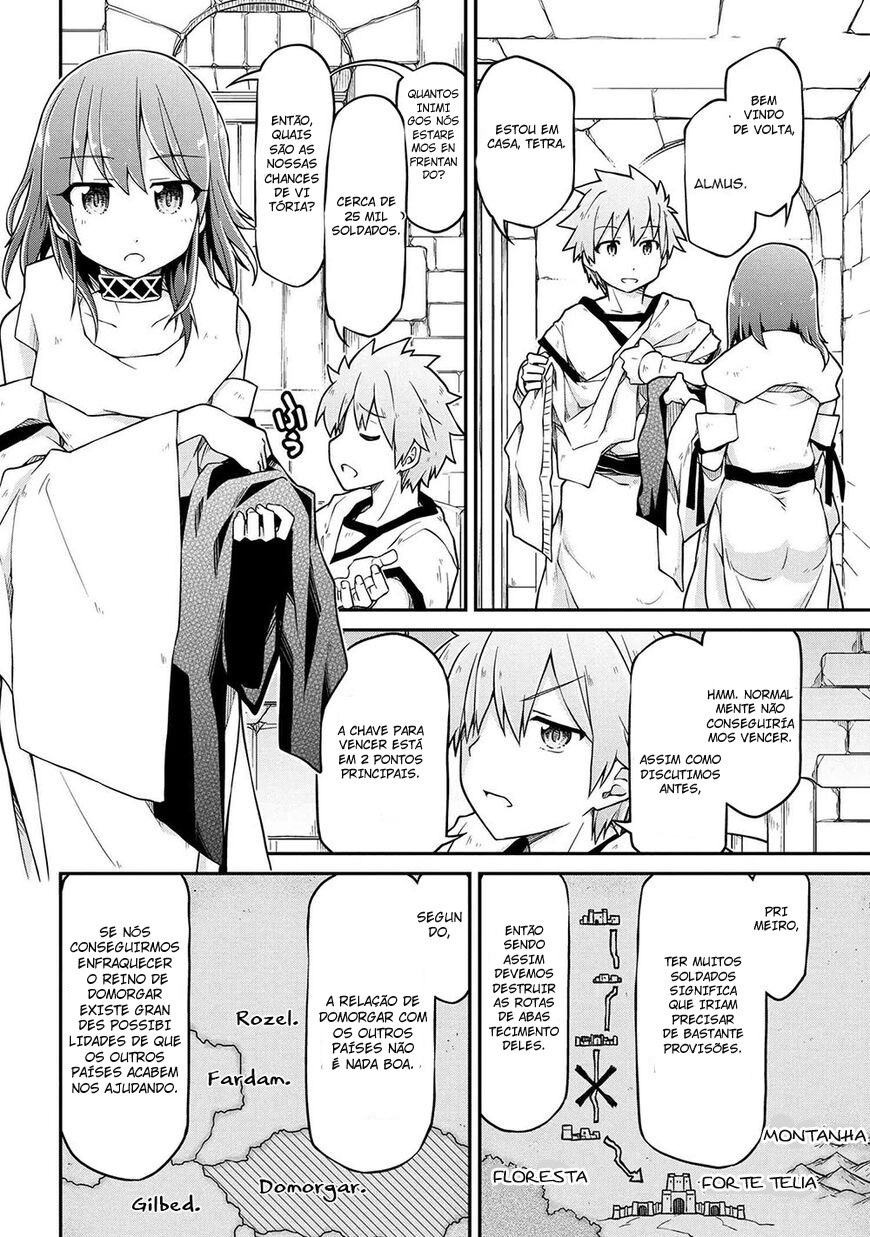 BEM
VINDO
DE VOLTA,
ALMUS.
ESTOU EM
CASA, TETRA.
QUANTOS
INIMI
GOS NÓS
ESTARE
MOS EN
FRENTAN
DO?
CERCA DE
25 MIL
SOLDADOS.
ENTÃO,
QUAIS
SÃO AS
NOSSAS
CHANCES
DE VI
TÓRIA?
ふぅ
HMM. NORMAL
MENTE NÃO
CONSEGUIRÍA
MOS VENCER.
ASSIM COMO
DISCUTIMOS
ANTES,
A CHAVE PARA
VENCER ESTÁ
EM 2 PONTOS
PRINCIPAIS.
PRI
MEIRO,
TER MUITOS
SOLDADOS
SIGNIFICA
QUE IRIAM
PRECISAR
DE BASTANTE
PROVISÕES.
ENTÃO
SENDO
ASSIM
DEVEMOS
DESTRUIR
AS ROTAS
DE ABAS
TECIMENTO
DELES.
MONTANHA
FLORESTA
FORTE TELIA
SEGUN
DO,
A RELAÇÃO DE
DOMORGAR COM
OS OUTROS
PAÍSES NÃO
É NADA BOA.
SE NÓS
CONSEGUIRMOS
ENFRAQUECER
O REINO DE
DOMORGAR
EXISTE GRAN
DES POSSIBI
LIDADES DE QUE
OS OUTROS
PAÍSES ACABEM
NOS AJUDANDO.
Rozel.
Fardam.
Domorgar.
Gilbed.